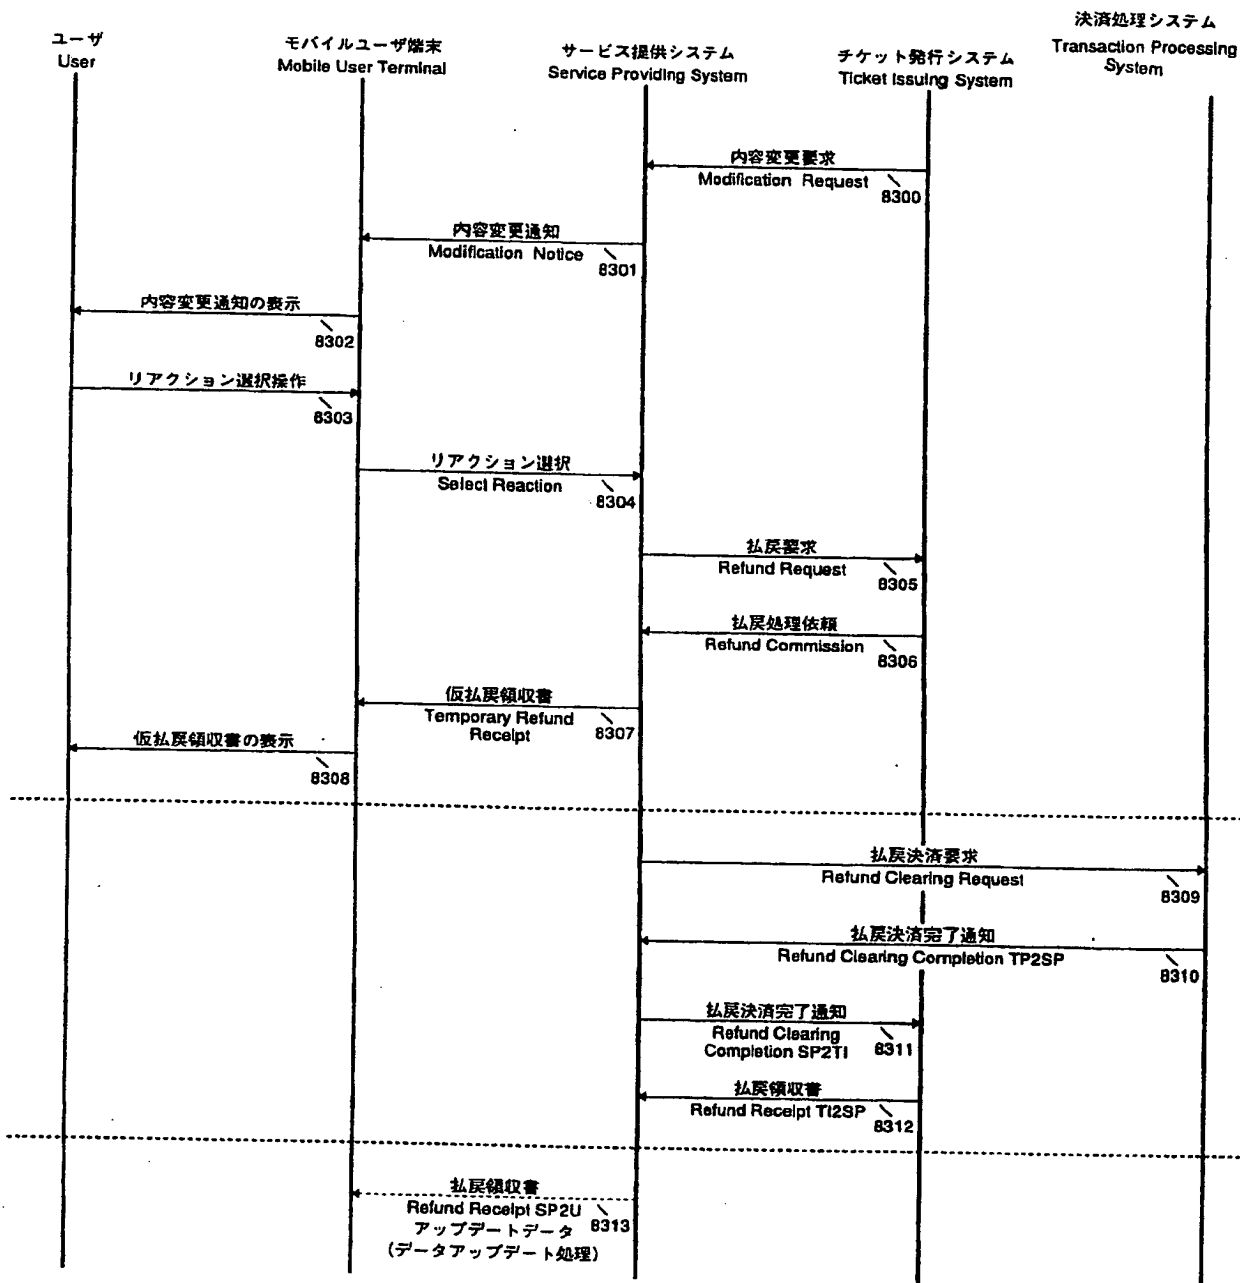 ユーザ
User
モバイルユーザ端末
Mobile User Terminal
サービス提供システム
Service Providing System
チケット発行システム
Ticket Issuing System
決済処理システム
Transaction Processing
System
内容変更要求
Modification Request
8300
内容変更通知
Modification Notice
8301
内容変更通知の表示
8302
リアクション選択操作
8303
リアクション選択
Select Reaction
8304
払戻要求
Refund Request
8305
払戻処理依頼
Refund Commission
8306
仮払戻領収書
Temporary Refund
Receipt
8307
仮払戻領収書の表示
8308
払戻決済要求
Refund Clearing Request
8309
払戻決済完了通知
Refund Clearing Completion TP2SP
8310
払戻決済完了通知
Refund Clearing
Completion SP2TI
8311
払戻領収書
Refund Receipt TI2SP
8312
払戻領収書
Refund Receipt SP2U
8313
アップデートデータ
（データアップデート処理）